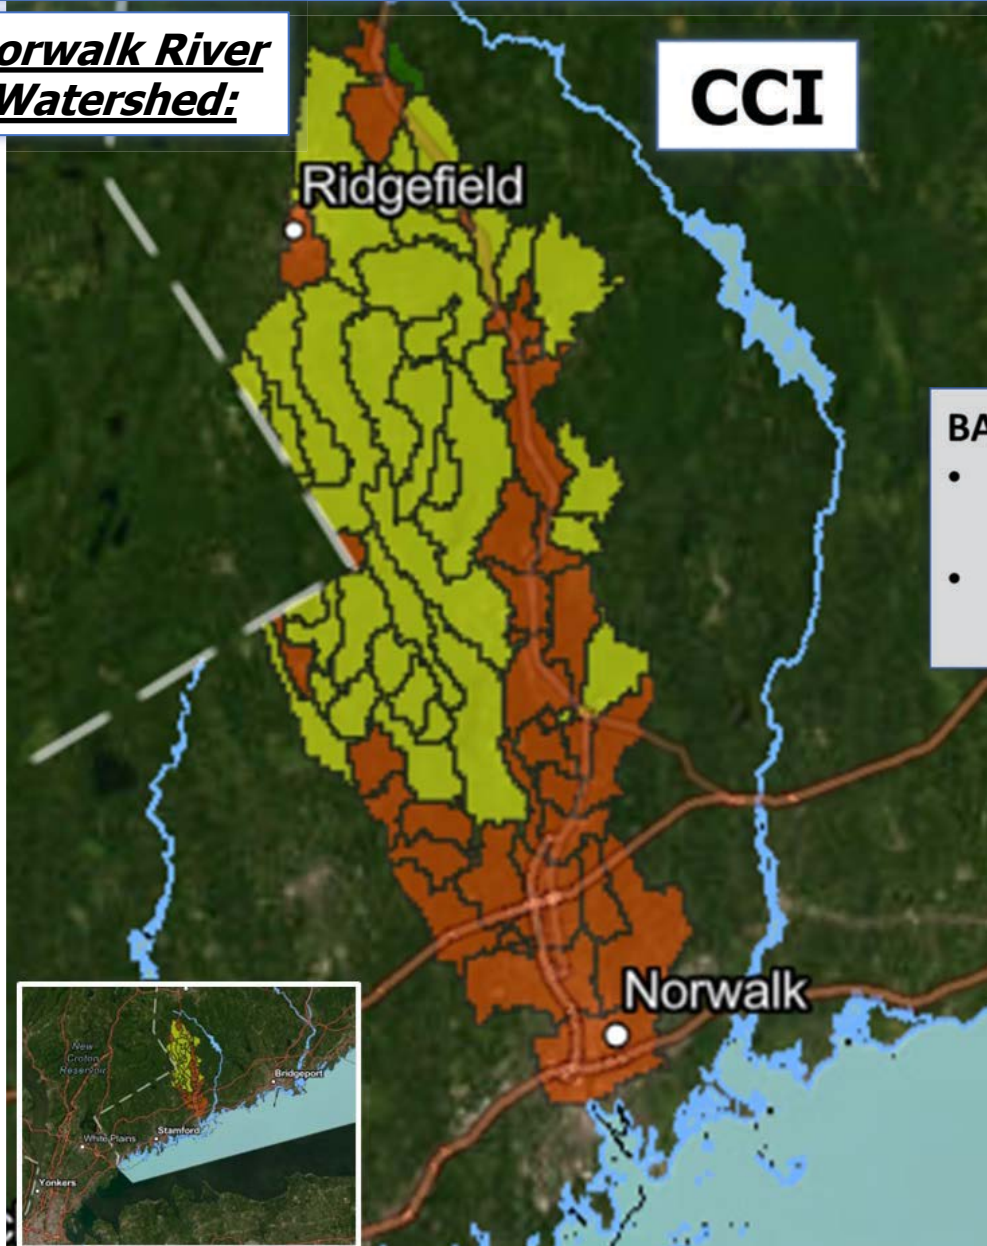 orwalk River
Watershed:
CCI
Ridgefield
BA
•
•
Norwalk
New
Croton
Reservoir
Bridgeport
White Plains
Stamford
Yonkers